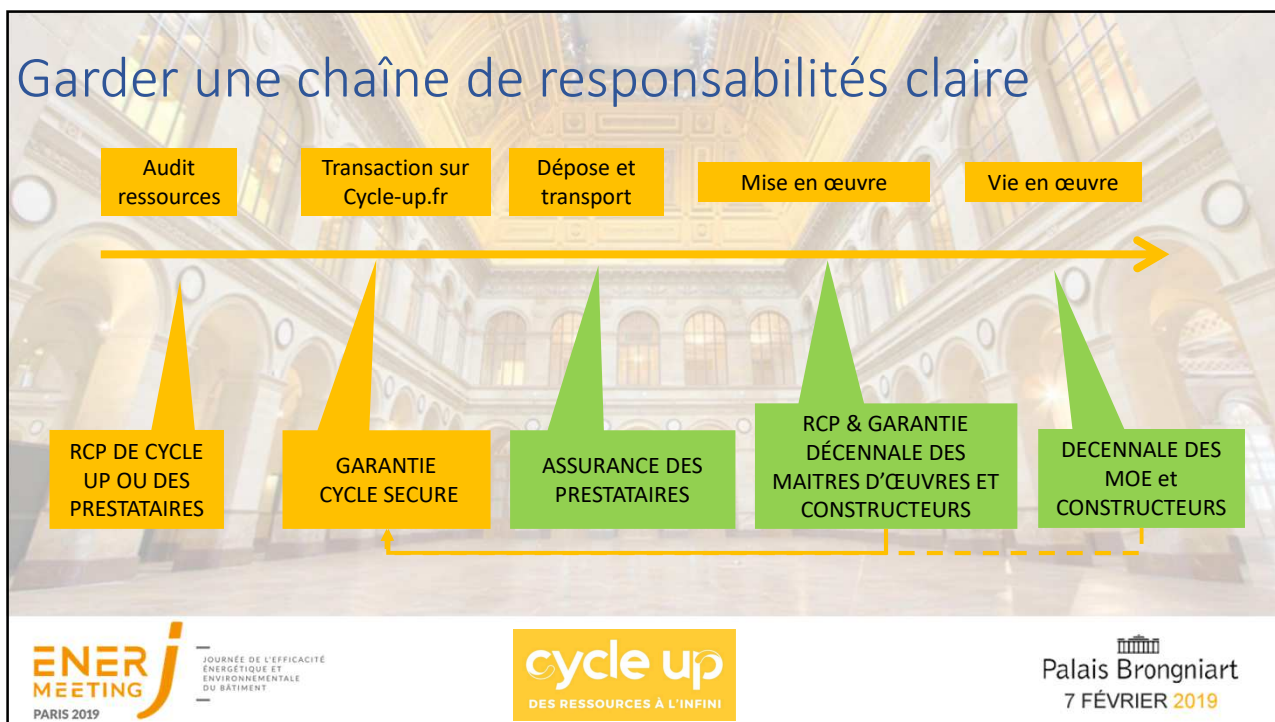 Garder une chaîne de responsabilités claire
Audit
ressources
Transaction sur
Cycle-up.fr
Dépose et
transport
Mise en œuvre
Vie en œuvre
RCP DE CYCLE
UP OU DES
PRESTATAIRES
GARANTIE
CYCLE SECURE
ASSURANCE DES
PRESTATAIRES
RCP & GARANTIE
DÉCENNALE DES
MAITRES D’ŒUVRES ET
CONSTRUCTEURS
DECENNALE DES
MOE et
CONSTRUCTEURS
ENER J
MEETING
PARIS 2019
JOURNÉE DE L'EFFICACITÉ
ÉNERGÉTIQUE ET
ENVIRONNEMENTALE
DU BÂTIMENT
cycle up
DES RESSOURCES À L'INFINI
Palais Brongniart
7 FÉVRIER 2019